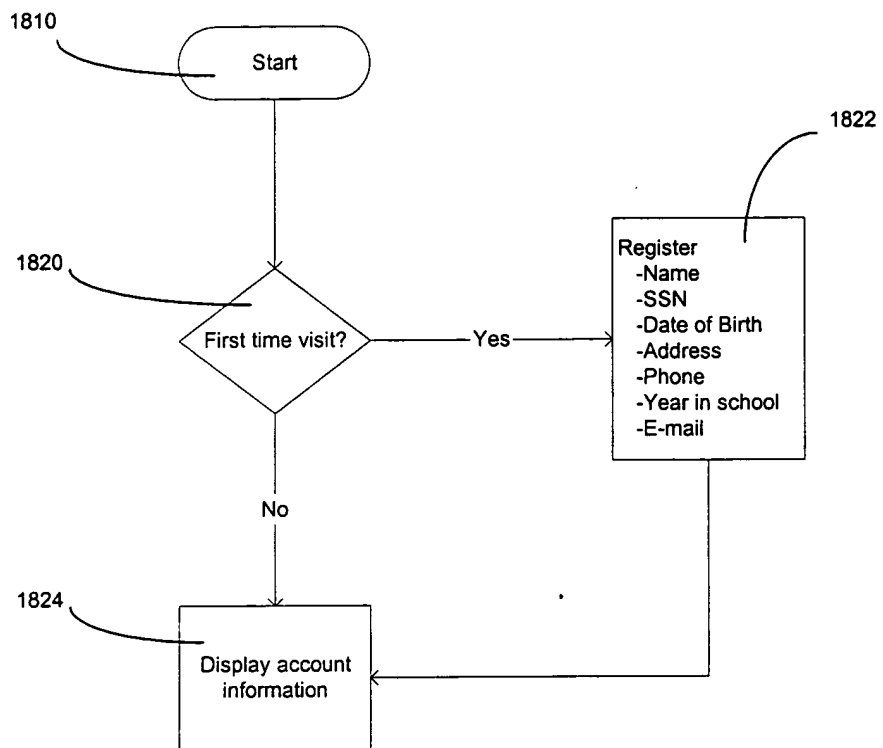 1810
Start
1822
Register
-Name
-SSN
-Date of Birth
-Address
-Phone
-Year in school
-E-mail
1820
First time visit?
Yes
No
1824
Display account
information